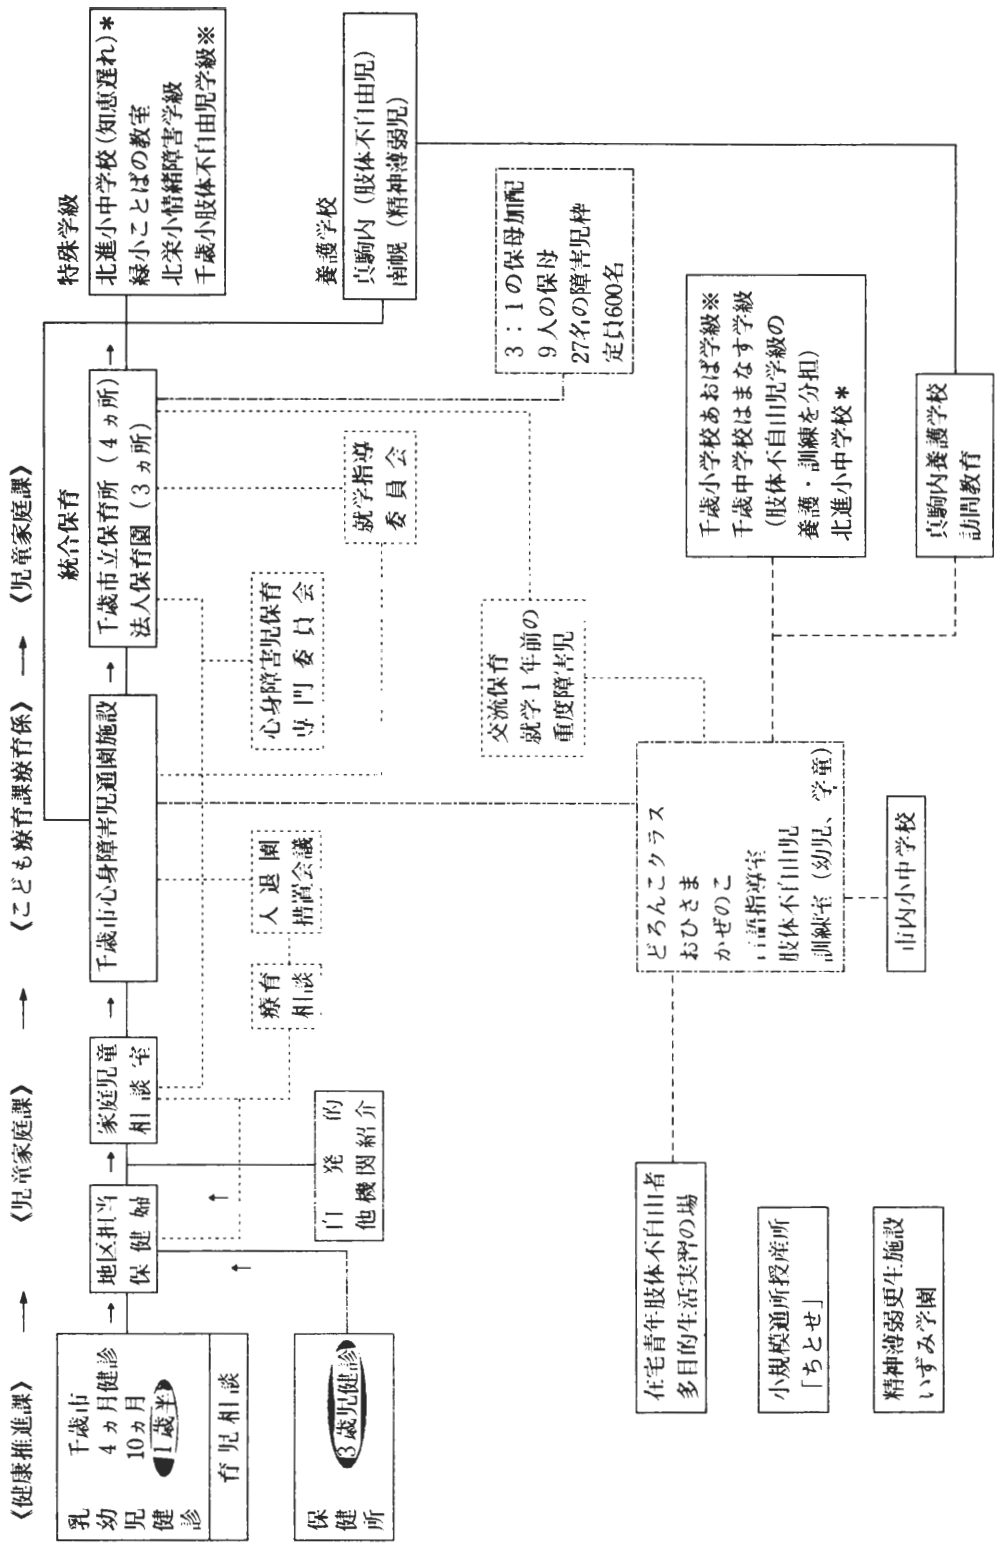 《健康推進課》 → 《児童家庭課》 → 《こども療育課療育係》 → 《児童家庭課》
乳幼児健診
千歳市
4ヵ月健診
10ヵ月
1歳半
育児相談
保健所
3歳児健診
→
地区担当
保健婦
→
→
→
家庭児童
相談室
→
自発的
他機関紹介
千歳市心身障害児通園施設
→
療育
相談
入退園
措置会議
統合保育
千歳市立保育所(4ヵ所)
法人保育園(3ヵ所)
→
心身障害児保育
専門委員会
就学指導
委員会
特殊学級
北進小中学校(知恵遅れ)*
緑小ことばの教室
北栄小情緒障害学級
千歳小肢体不自由児学級※
養護学校
真駒内(肢体不自由児)
南幌(精神薄弱児)
3:1の保母加配
9人の保母
27名の障害児枠
定員600名
交流保育
就学1年前の
重度障害児
どろんこクラス
おひさま
かぜのこ
言語指導室
肢体不自由児
訓練室(幼児、学童)
千歳小学校あおば学級※
千歳中学校はまなす学級
(肢体不自由児学級の
養護・訓練を分担)
北進小中学校*
真駒内養護学校
訪問教育
市内小中学校
在宅青年肢体不自由者
多目的生活実習の場
小規模通所授産所
「ちとせ」
精神薄弱更生施設
いずみ学園